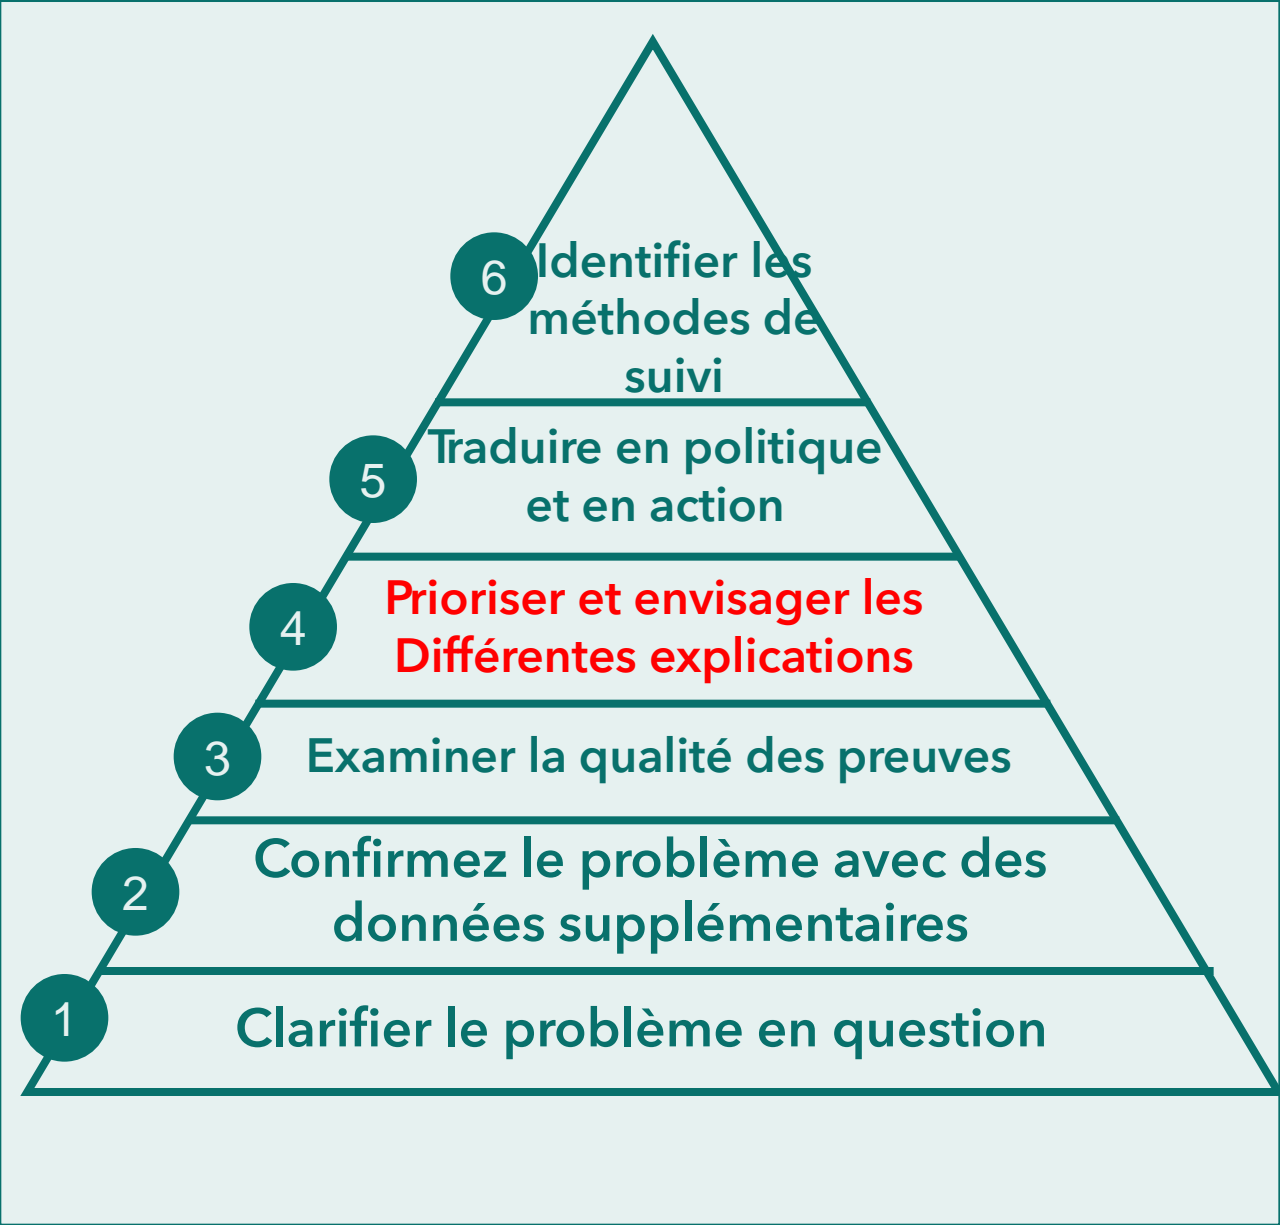 6
Identifier les
méthodes de
suivi
5
Traduire en politique
et en action
4
Prioriser et envisager les
Différentes explications
3
Examiner la qualité des preuves
2
Confirmez le problème avec des
données supplémentaires
1
Clarifier le problème en question